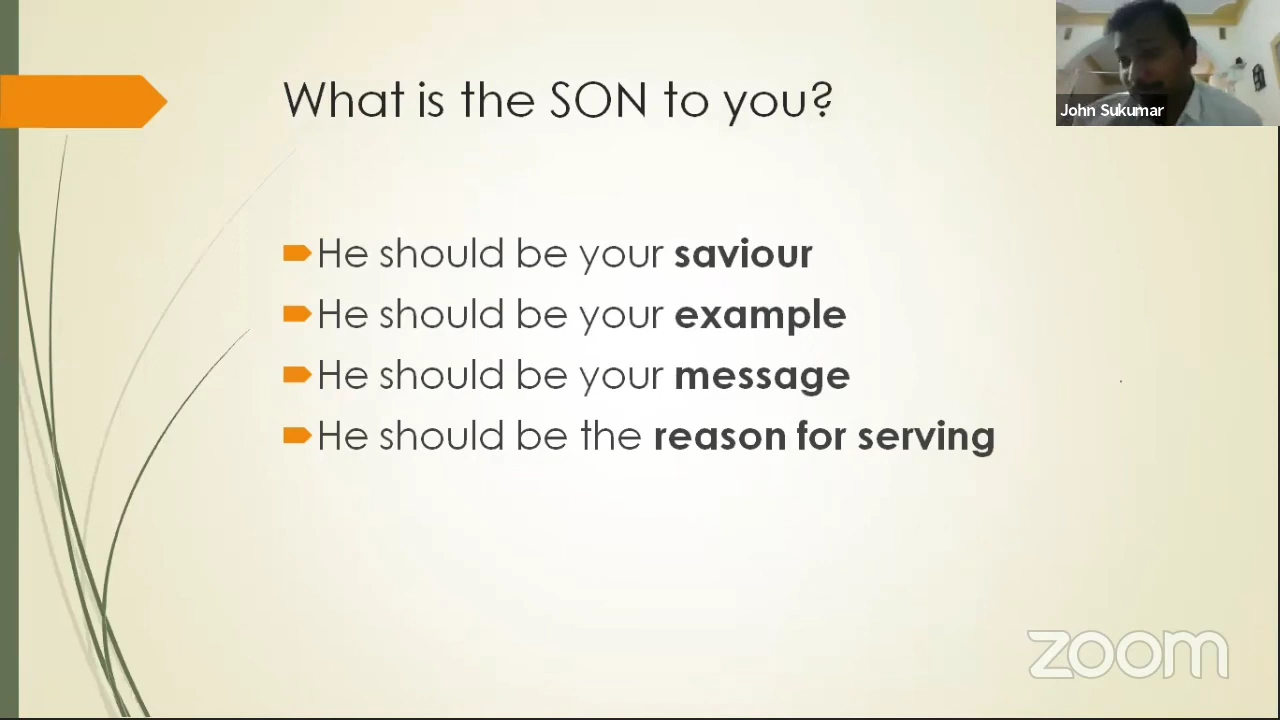 What is the SON to you?
John Sukumar
He should be your saviour
He should be your example
He should be your message
He should be the reason for serving
zoom